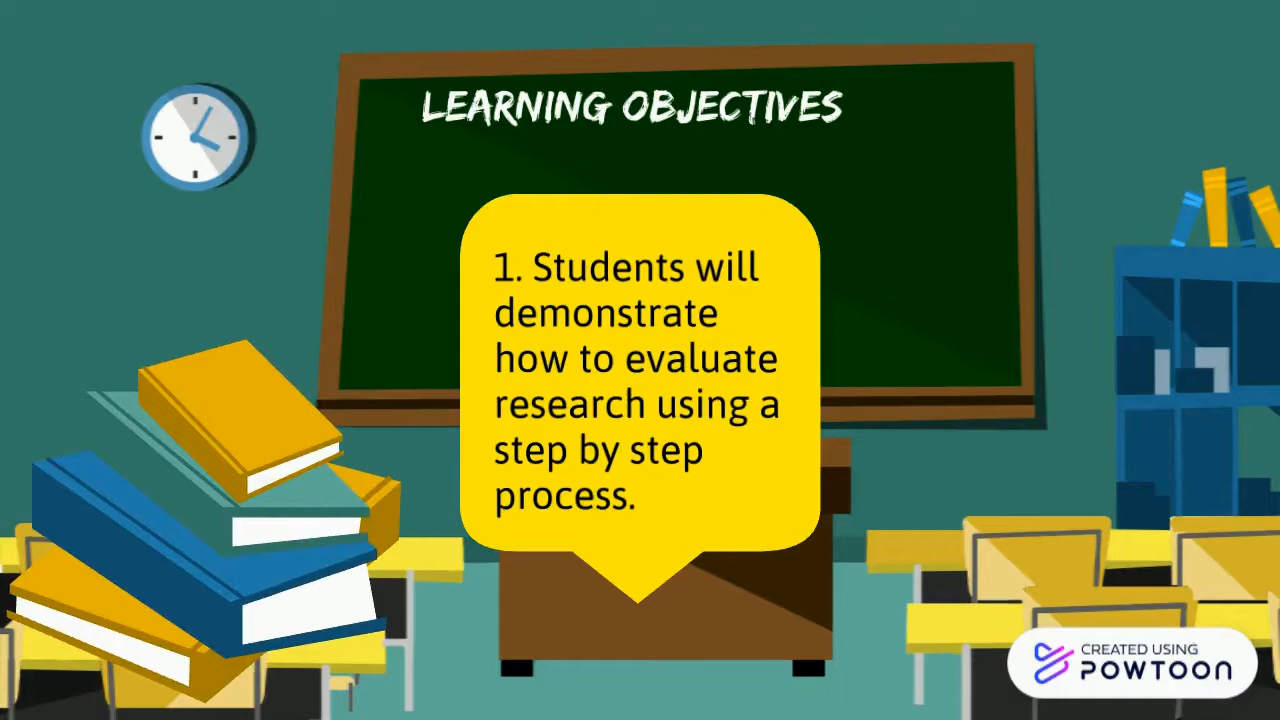 LEARNING OBJECTIVES
1. Students will
demonstrate
how to evaluate
research using a
step by step
process.
CREATED USING
POWTOON